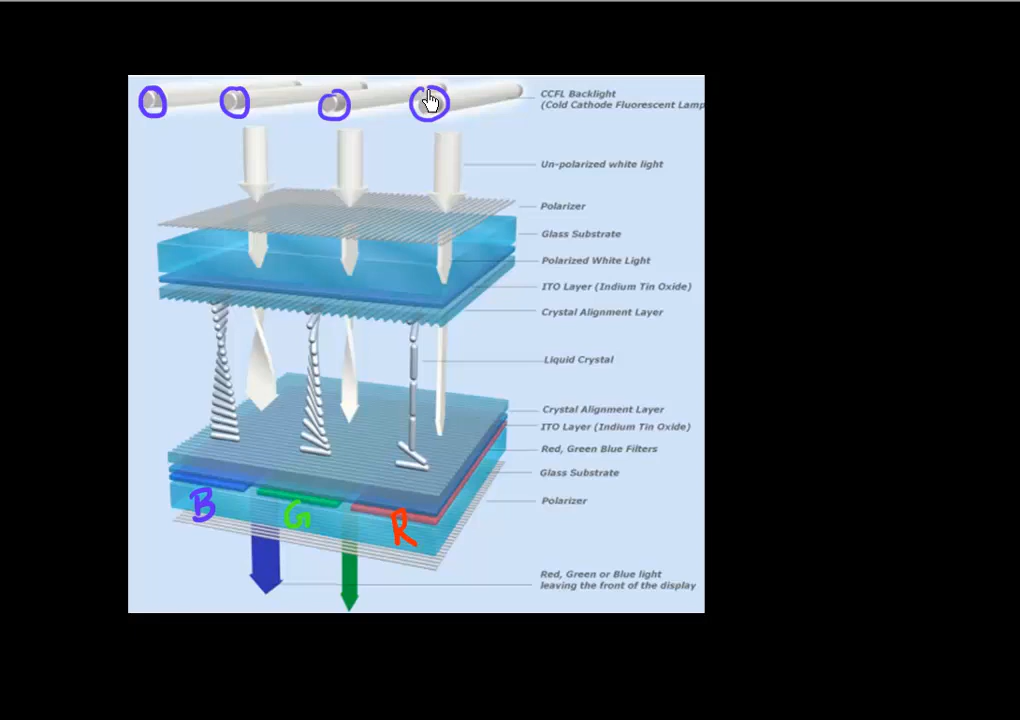 CCFL Backlight
(Cold Cathode Fluorescent Lamp
Un-polarized white light
Polarizer
Glass Substrate
Polarized White Light
ITO Layer (Indium Tin Oxide)
Crystal Alignment Layer
Liquid Crystal
Crystal Alignment Layer
ITO Layer (Indium Tin Oxide)
Red, Green Blue Filters
Glass Substrate
Polarizer
B
G
R
Red, Green or Blue light
leaving the front of the display